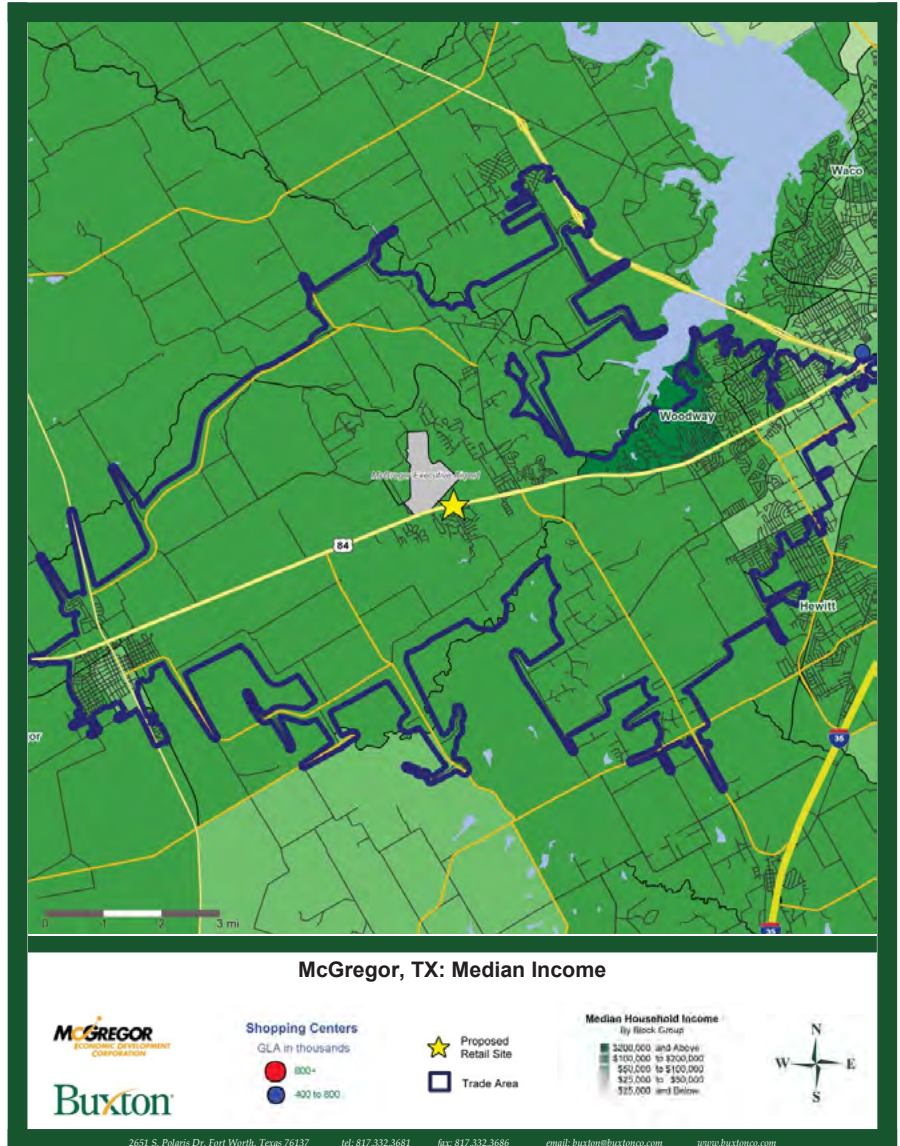 Waco
Woodway
McGregor Executive Airport
84
Hewitt
or
35
0 1 2 3 mi
35
McGregor, TX: Median Income
McGREGOR
ECONOMIC DEVELOPMENT
CORPORATION
Buxton
Shopping Centers
GLA in thousands
800+
400 to 800
Proposed
Retail Site
Trade Area
Median Household Income
By Block Group
$200,000 and Above
$100,000 to $200,000
$50,000 to $100,000
$25,000 to $50,000
$25,000 and Below
N
W E
S
2651 S. Polaris Dr. Fort Worth, Texas 76137 tel: 817.332.3681 fax: 817.332.3686 email: buxton@buxtonco.com www.buxtonco.com